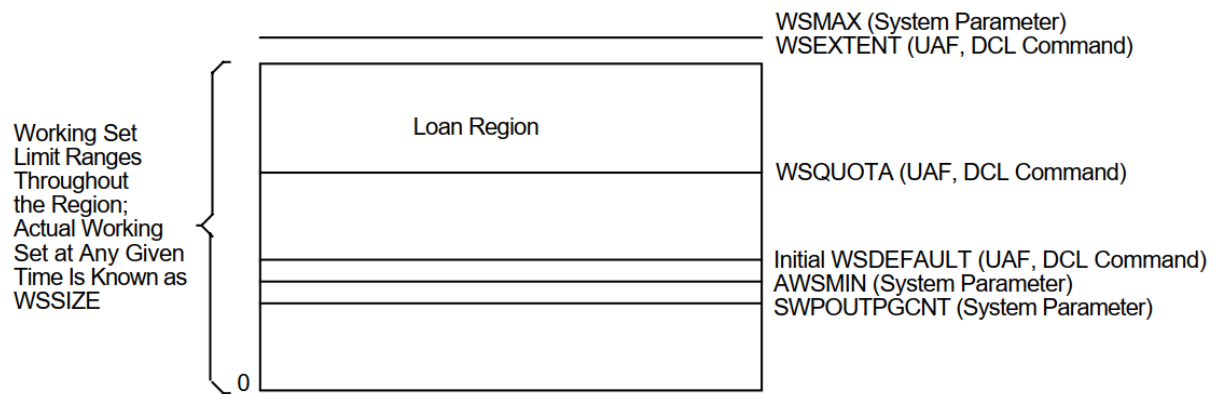 WSMAX (System Parameter)
WSEXTENT (UAF, DCL Command)
Loan Region
Working Set
Limit Ranges
Throughout
the Region;
Actual Working
Set at Any Given
Time Is Known as
WSSIZE
WSQUOTA (UAF, DCL Command)
Initial WSDEFAULT (UAF, DCL Command)
AWSMIN (System Parameter)
SWPOUTPGCNT (System Parameter)
0